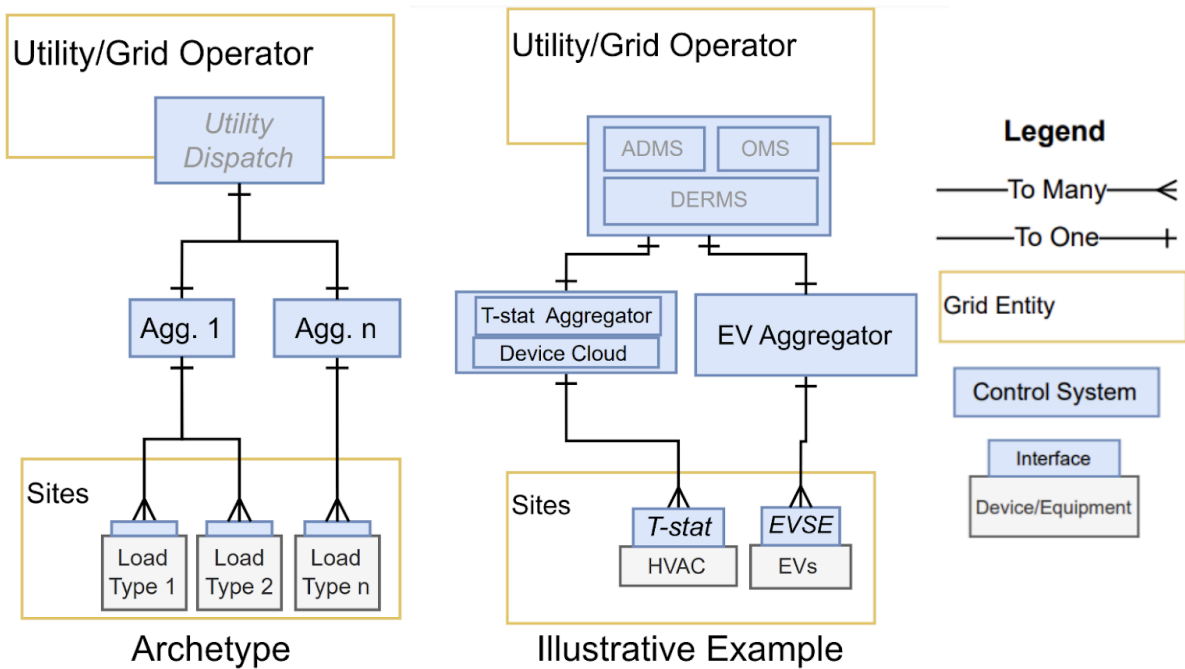 Utility/Grid Operator
Utility
Dispatch
Agg. 1
Agg. n
Sites
Load
Type 1
Load
Type 2
Load
Type n
Archetype
Utility/Grid Operator
ADMS
OMS
DERMS
T-stat Aggregator
Device Cloud
EV Aggregator
Sites
T-stat
HVAC
EVSE
EVs
Illustrative Example
Legend
To Many
To One
Grid Entity
Control System
Interface
Device/Equipment